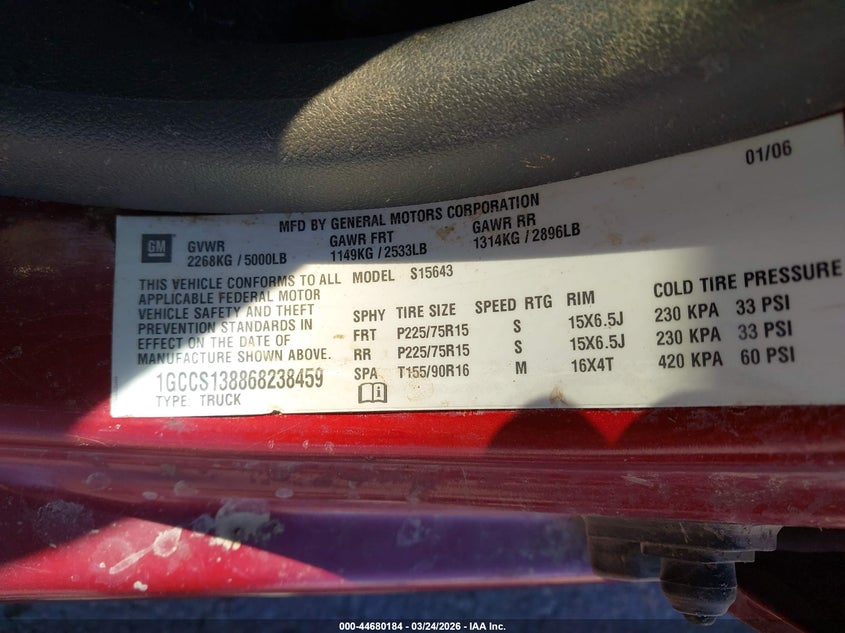 01/06
MFD BY GENERAL MOTORS CORPORATION
GM
GVWR GAWR FRT GAWR RR
2268KG / 5000LB 1149KG / 2533LB 1314KG / 2896LB
THIS VEHICLE CONFORMS TO ALL
APPLICABLE FEDERAL MOTOR
VEHICLE SAFETY AND THEFT
PREVENTION STANDARDS IN
EFFECT ON THE DATE OF
MANUFACTURE SHOWN ABOVE.
1GCCS138868238459
TYPE: TRUCK
MODEL S15643
SPHY TIRE SIZE SPEED RTG RIM COLD TIRE PRESSURE
FRT P225/75R15 S 15X6.5J 230 KPA 33 PSI
RR P225/75R15 S 15X6.5J 230 KPA 33 PSI
SPA T155/90R16 M 16X4T 420 KPA 60 PSI
000-44680184 - 03/24/2026 - IAA Inc.